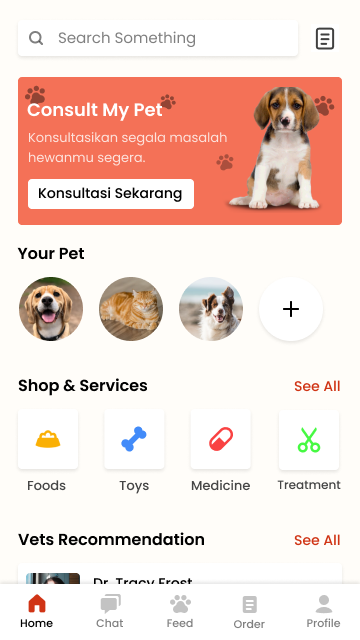 Search Something
Consult My Pet
Konsultasikan segala masalah
hewanmu segera.
Konsultasi Sekarang
Your Pet
Shop & Services
See All
Foods
Toys
Medicine
Treatment
Vets Recommendation
See All
Dr. Tracy Frost
Home
Chat
Feed
Order
Profile